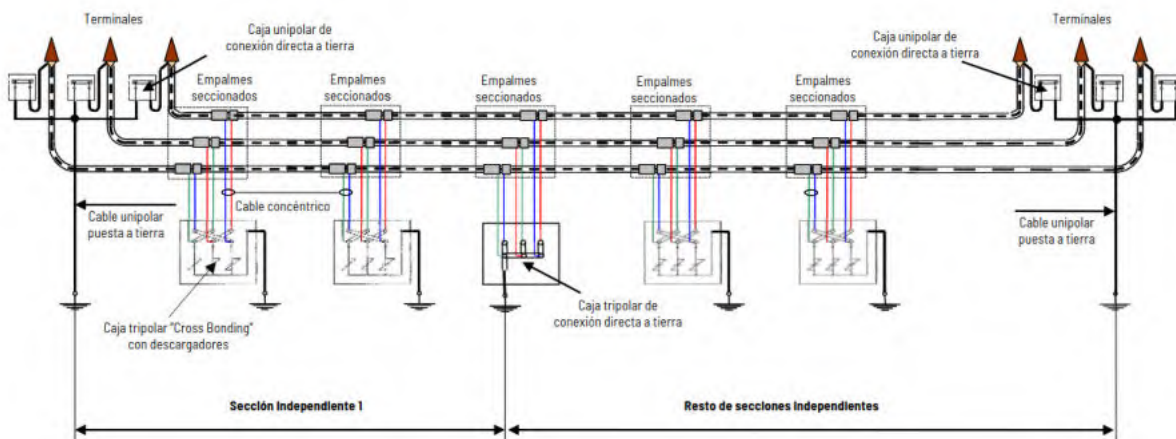 Terminales
Caja unipolar de
conexión directa a tierra
Caja unipolar de
conexión directa a tierra
Terminales
Empalmes
seccionados
Empalmes
seccionados
Empalmes
seccionados
Empalmes
seccionados
Empalmes
seccionados
Cable concéntrico
Cable unipolar
puesta a tierra
Cable unipolar
puesta a tierra
Caja tripolar "Cross Bonding"
con descargadores
Caja tripolar de
conexión directa a tierra
Sección Independiente 1
Resto de secciones independientes